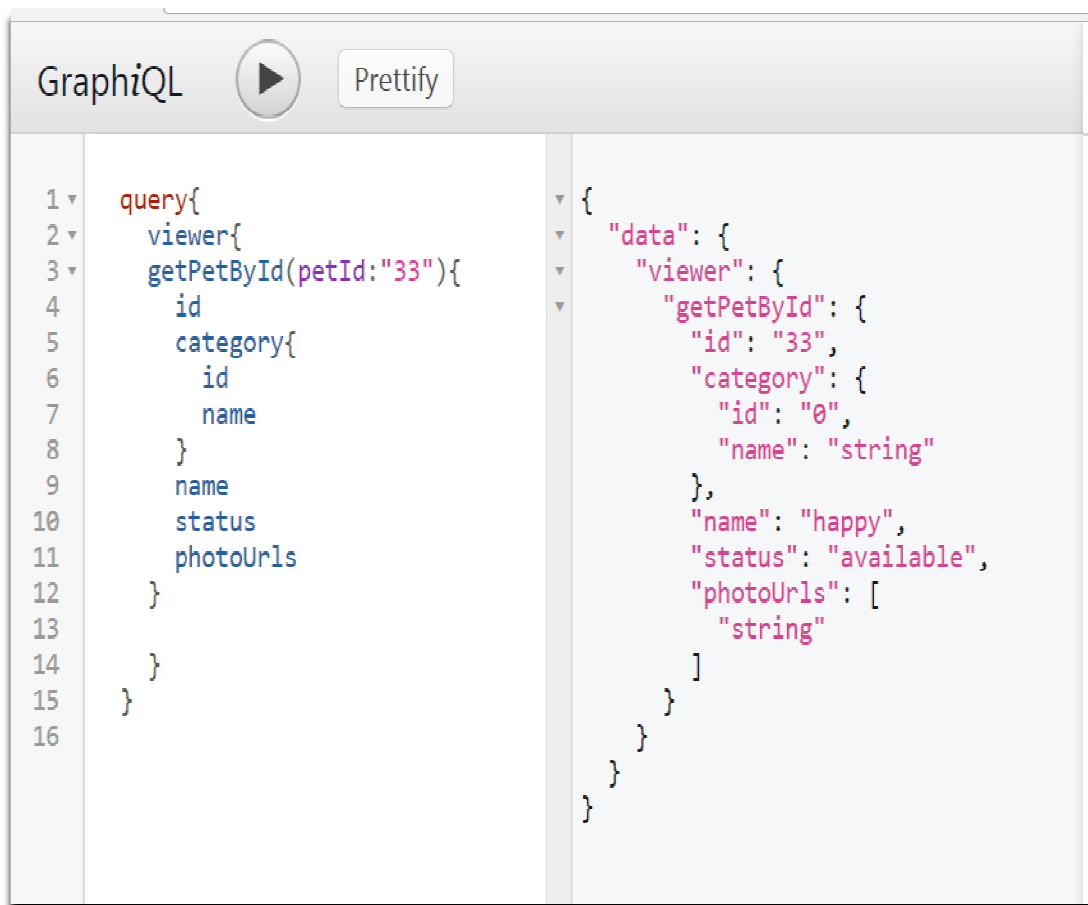 GraphiQL
Prettify
1 query{
2 viewer{
3 getPetById(petId:"33"){
4 id
5 category{
6 id
7 name
8 }
9 name
10 status
11 photoUrls
12 }
13
14 }
15 }
16
{
"data": {
"viewer": {
"getPetById": {
"id": "33",
"category": {
"id": "0",
"name": "string"
},
"name": "happy",
"status": "available",
"photoUrls": [
"string"
]
}
}
}
}